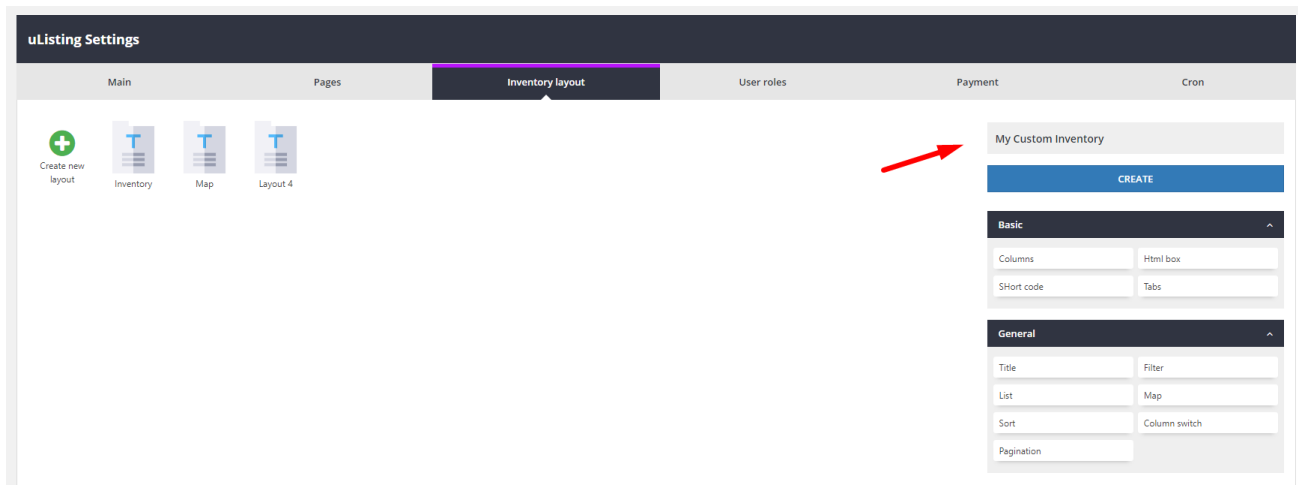 uListing Settings
Main Pages Inventory layout User roles Payment Cron
Create new
layout
Inventory
Map
Layout 4
My Custom Inventory
CREATE
Basic
Columns Html box
SHort code Tabs
General
Title Filter
List Map
Sort Column switch
Pagination